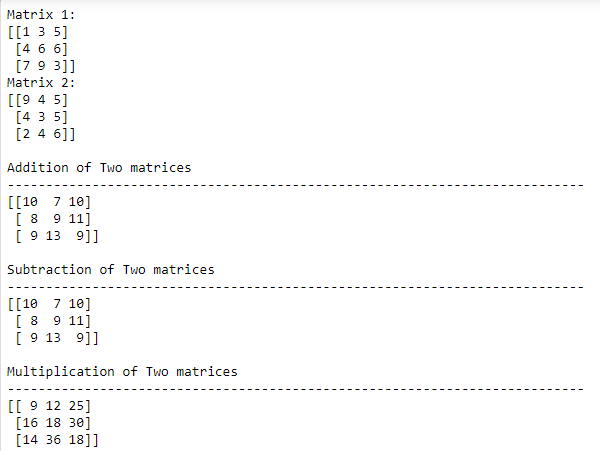 Matrix 1:
[[1 3 5]
 [4 6 6]
 [7 9 3]]
Matrix 2:
[[9 4 5]
 [4 3 5]
 [2 4 6]]
Addition of Two matrices
---------------------------------------------------------------------------
[[10  7 10]
 [ 8  9 11]
 [ 9 13  9]]
Subtraction of Two matrices
---------------------------------------------------------------------------
[[10  7 10]
 [ 8  9 11]
 [ 9 13  9]]
Multiplication of Two matrices
---------------------------------------------------------------------------
[[ 9 12 25]
 [16 18 30]
 [14 36 18]]